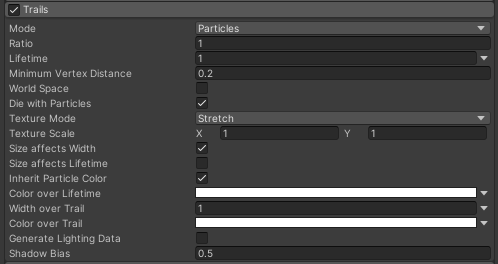 Trails
Mode Particles
Ratio 1
Lifetime 1
Minimum Vertex Distance 0.2
World Space
Die with Particles
Texture Mode Stretch
Texture Scale X 1 Y 1
Size affects Width
Size affects Lifetime
Inherit Particle Color
Color over Lifetime
Width over Trail 1
Color over Trail
Generate Lighting Data
Shadow Bias 0.5